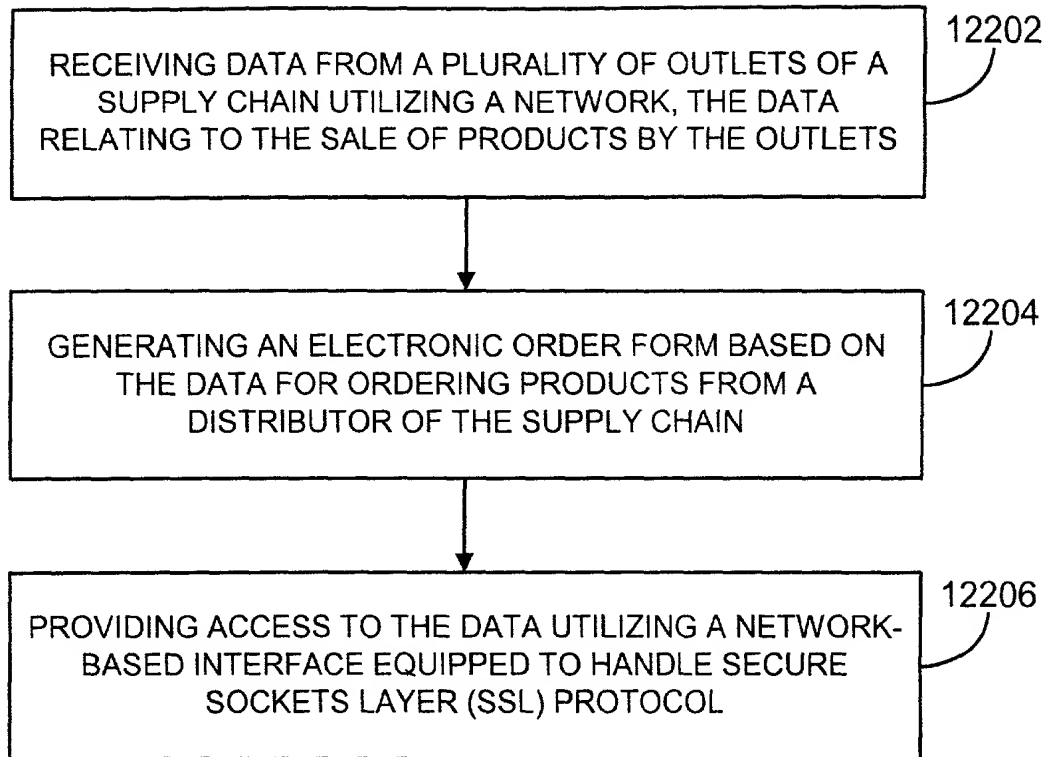 12202
RECEIVING DATA FROM A PLURALITY OF OUTLETS OF A
SUPPLY CHAIN UTILIZING A NETWORK, THE DATA
RELATING TO THE SALE OF PRODUCTS BY THE OUTLETS
12204
GENERATING AN ELECTRONIC ORDER FORM BASED ON
THE DATA FOR ORDERING PRODUCTS FROM A
DISTRIBUTOR OF THE SUPPLY CHAIN
12206
PROVIDING ACCESS TO THE DATA UTILIZING A NETWORK-
BASED INTERFACE EQUIPPED TO HANDLE SECURE
SOCKETS LAYER (SSL) PROTOCOL